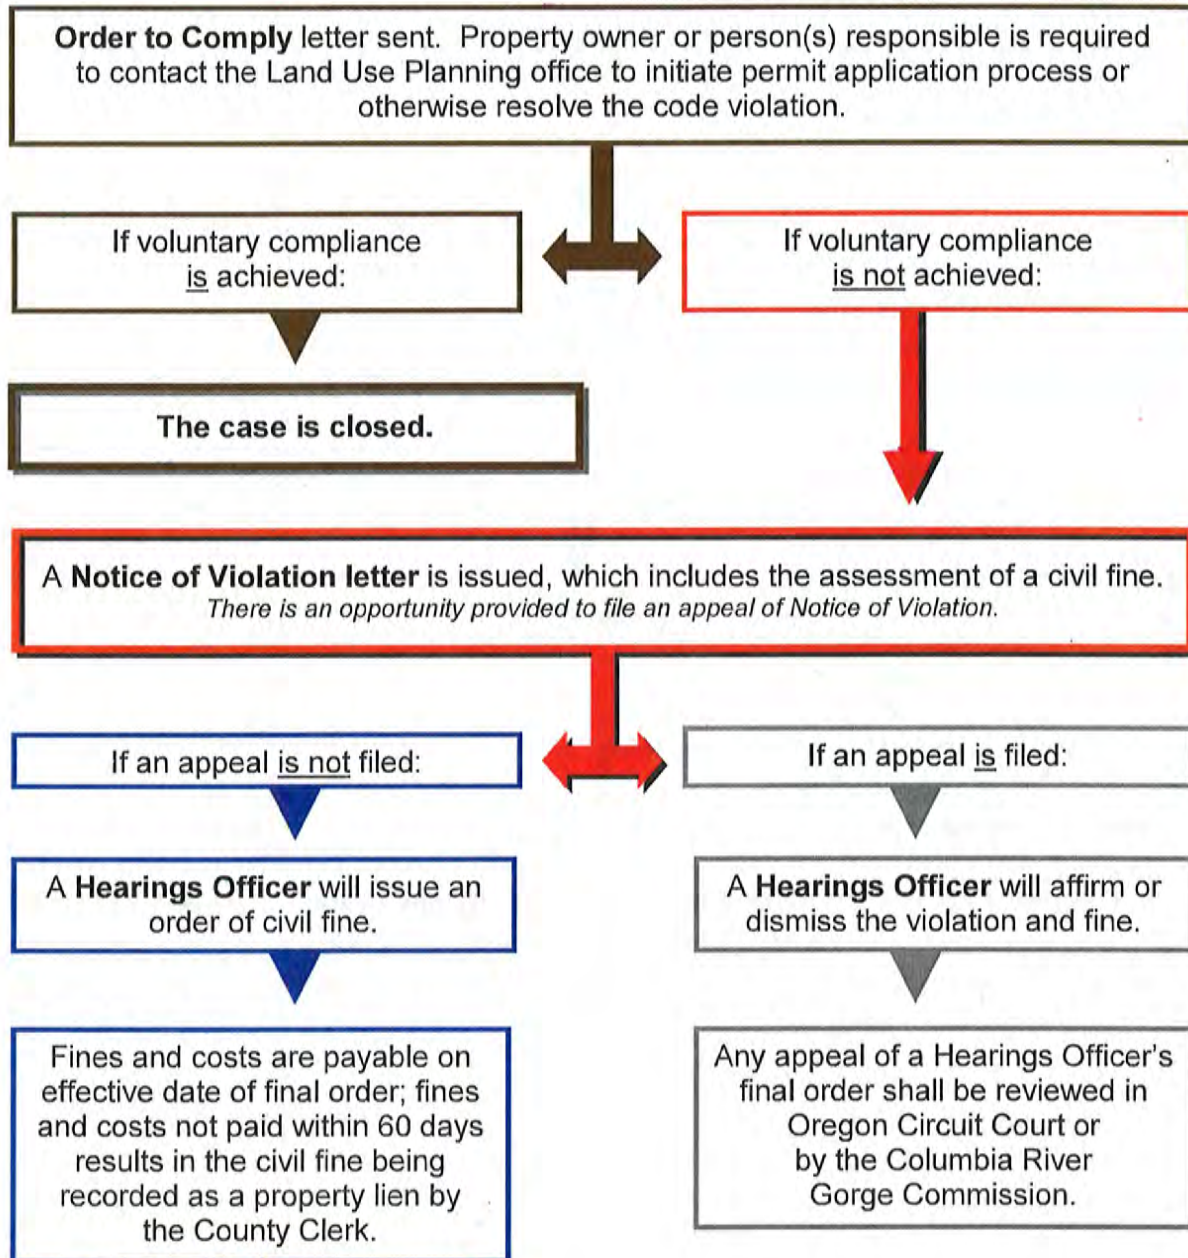 Order to Comply letter sent.  Property owner or person(s) responsible is required
to contact the Land Use Planning office to initiate permit application process or
otherwise resolve the code violation.
If voluntary compliance
is achieved:
If voluntary compliance
is not achieved:
The case is closed.
A Notice of Violation letter is issued, which includes the assessment of a civil fine.
There is an opportunity provided to file an appeal of Notice of Violation.
If an appeal is not filed:
If an appeal is filed:
A Hearings Officer will issue an
order of civil fine.
A Hearings Officer will affirm or
dismiss the violation and fine.
Fines and costs are payable on
effective date of final order; fines
and costs not paid within 60 days
results in the civil fine being
recorded as a property lien by
the County Clerk.
Any appeal of a Hearings Officer's
final order shall be reviewed in
Oregon Circuit Court or
by the Columbia River
Gorge Commission.